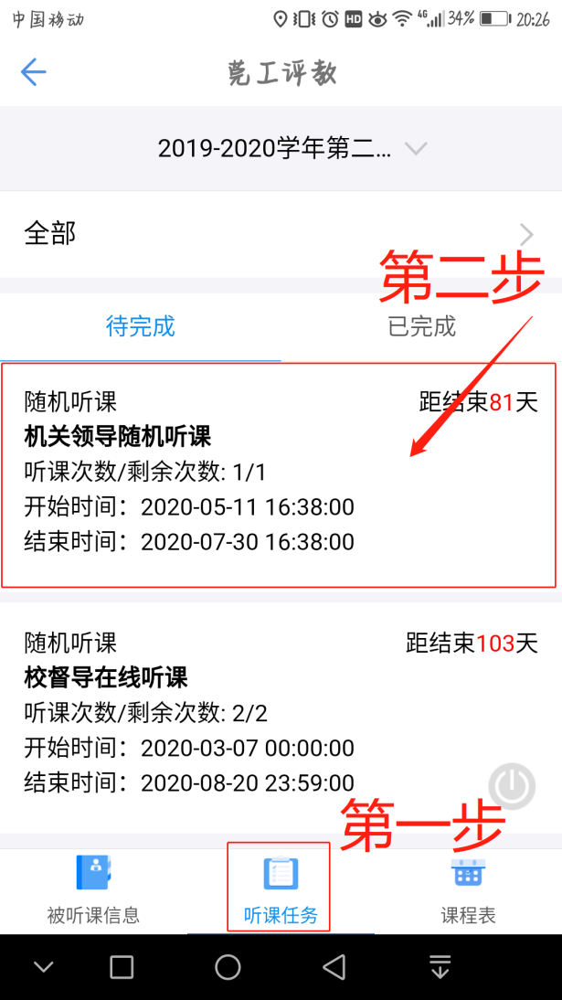 中国移动 HD 4G 34% 20:26
莞工评教
2019-2020学年第二...
全部
第二步
待完成 已完成
随机听课 距结束81天
机关领导随机听课
听课次数/剩余次数: 1/1
开始时间：2020-05-11 16:38:00
结束时间：2020-07-30 16:38:00
随机听课 距结束103天
校督导在线听课
听课次数/剩余次数: 2/2
开始时间：2020-03-07 00:00:00
结束时间：2020-08-20 23:59:00
第一步
被听课信息 听课任务 课程表